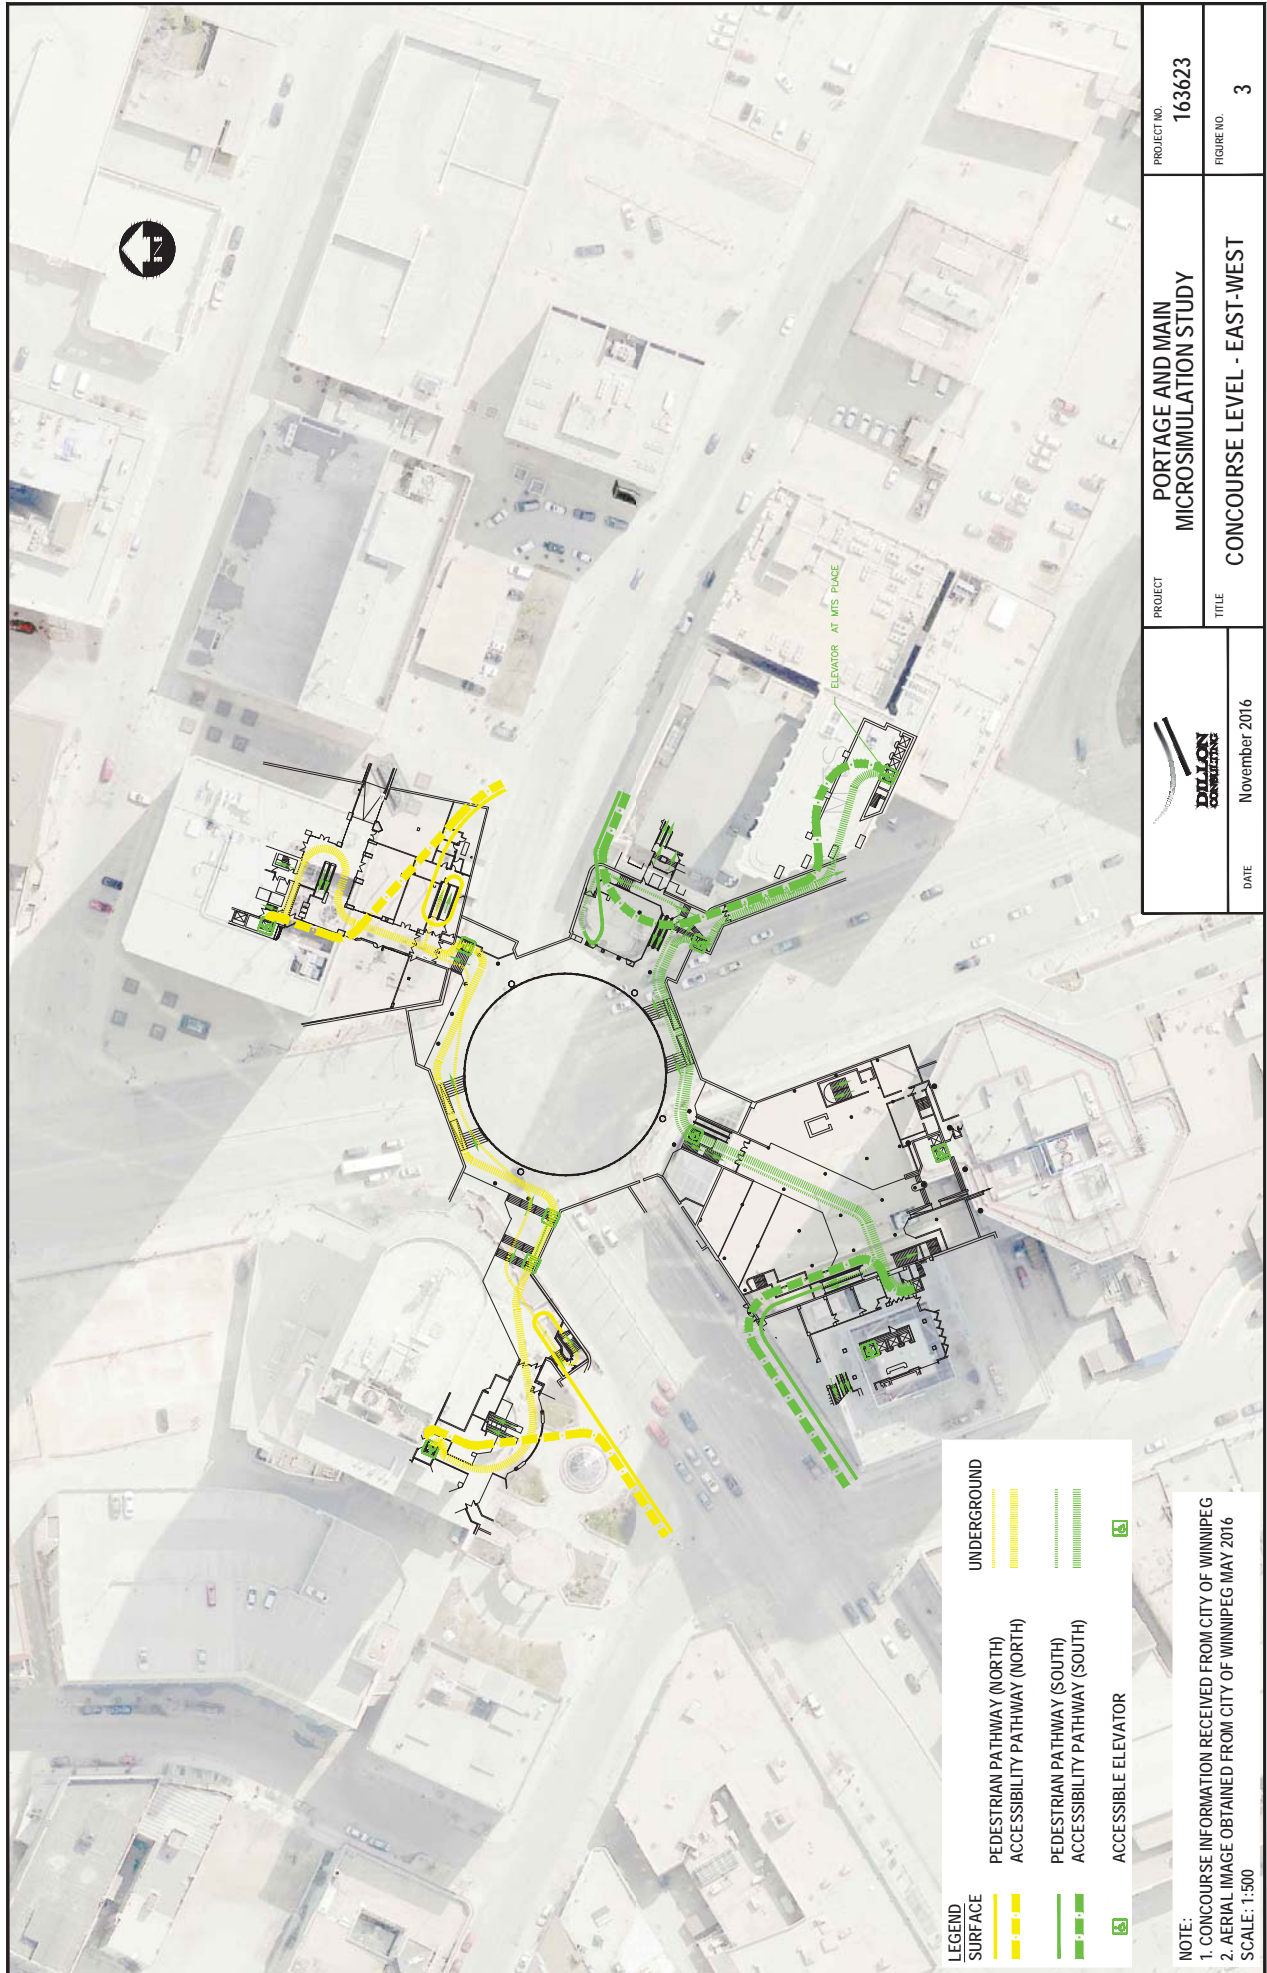 LEGEND
SURFACE
UNDERGROUND
PEDESTRIAN PATHWAY (NORTH)
ACCESSIBILITY PATHWAY (NORTH)
PEDESTRIAN PATHWAY (SOUTH)
ACCESSIBILITY PATHWAY (SOUTH)
ACCESSIBLE ELEVATOR
NOTE:
1. CONCOURSE INFORMATION RECEIVED FROM CITY OF WINNIPEG
2. AERIAL IMAGE OBTAINED FROM CITY OF WINNIPEG MAY 2016
SCALE: 1:500
ELEVATOR AT MTS PLACE
DILLON
CONSULTING
DATE
November 2016
PROJECT
PORTAGE AND MAIN
MICROSIMULATION STUDY
TITLE
CONCOURSE LEVEL - EAST-WEST
PROJECT NO.
163623
FIGURE NO.
3